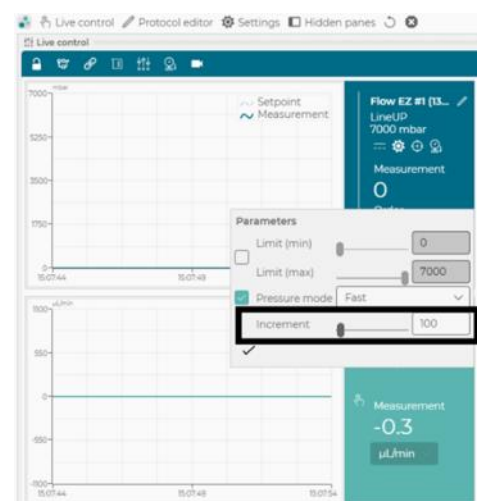 Live control Protocol editor Settings Hidden panes
Live control
mbar
7000
5250
3500
1750
0
15:07:44 15:07:49
Setpoint
Measurement
Flow EZ #1 (13...
LineUP
7000 mbar
Measurement
0
Parameters
Limit (min) 0
Limit (max) 7000
Pressure mode Fast
Increment 100
µL/min
1100
550
0
-550
-1100
15:07:44 15:07:49 15:07:54
Measurement
-0.3
µL/min